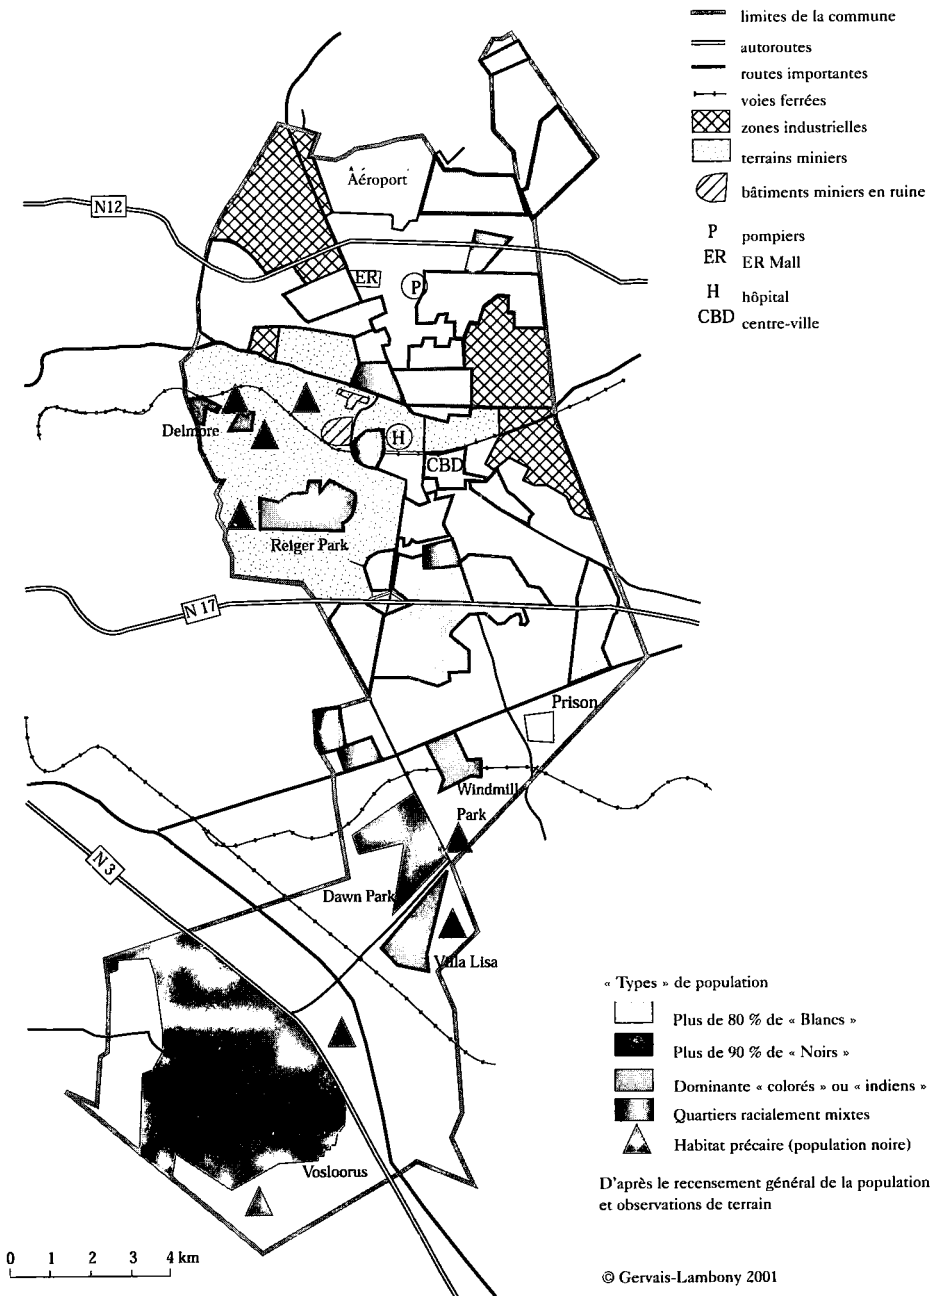 limites de la commune
autoroutes
routes importantes
voies ferrées
zones industrielles
terrains miniers
bâtiments miniers en ruine
P pompiers
ER ER Mall
H hôpital
CBD centre-ville
Aéroport
N12
ER
P
Delmore
H
CBD
Reiger Park
N 17
Prison
Windmill
Park
N 3
Dawn Park
Villa Lisa
Vosloorus
« Types » de population
Plus de 80 % de « Blancs »
Plus de 90 % de « Noirs »
Dominante « colorés » ou « indiens »
Quartiers racialement mixtes
Habitat précaire (population noire)
D'après le recensement général de la population
et observations de terrain
0 1 2 3 4 km
© Gervais-Lambony 2001